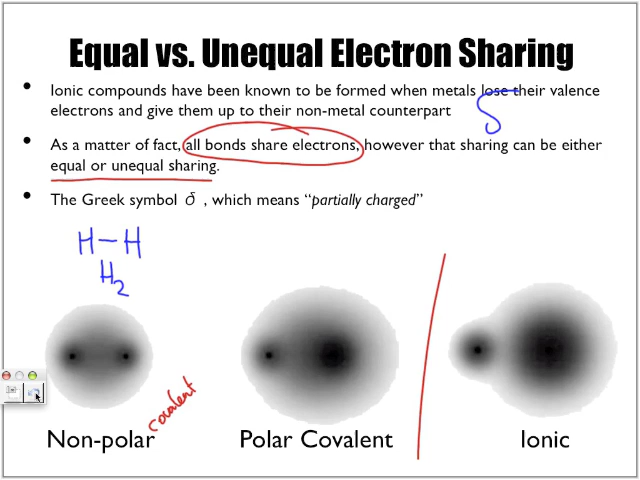 Equal vs. Unequal Electron Sharing
• Ionic compounds have been known to be formed when metals lose their valence
electrons and give them up to their non-metal counterpart
δ
• As a matter of fact, all bonds share electrons, however that sharing can be either
equal or unequal sharing.
• The Greek symbol δ , which means “partially charged”
H–H
H₂
covalent
Non-polar
Polar Covalent
Ionic